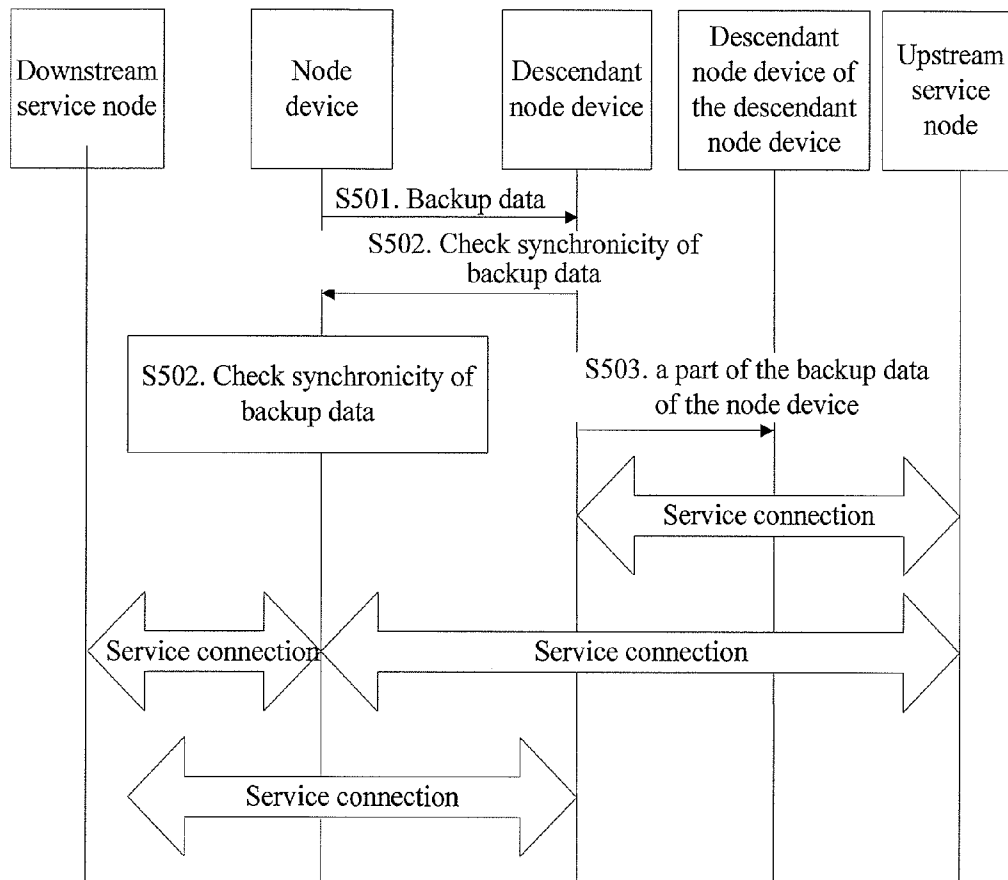 Downstream
service node
Node
device
Descendant
node device
Descendant
node device of
the descendant
node device
Upstream
service
node
S501. Backup data
S502. Check synchronicity of
backup data
S502. Check synchronicity of
backup data
S503. a part of the backup data
of the node device
Service connection
Service connection
Service connection
Service connection